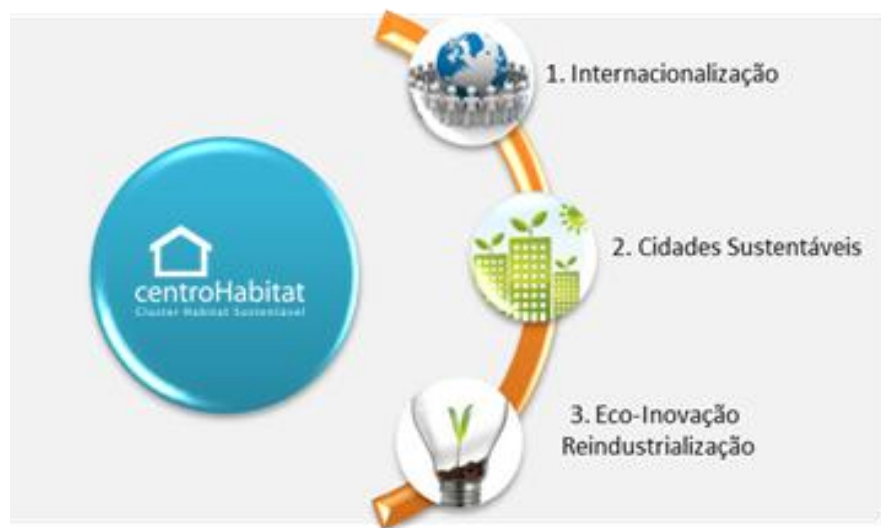 1. Internacionalização
centroHabitat
Cluster Habitat Sustentável
2. Cidades Sustentáveis
3. Eco-Inovação
Reindustrialização